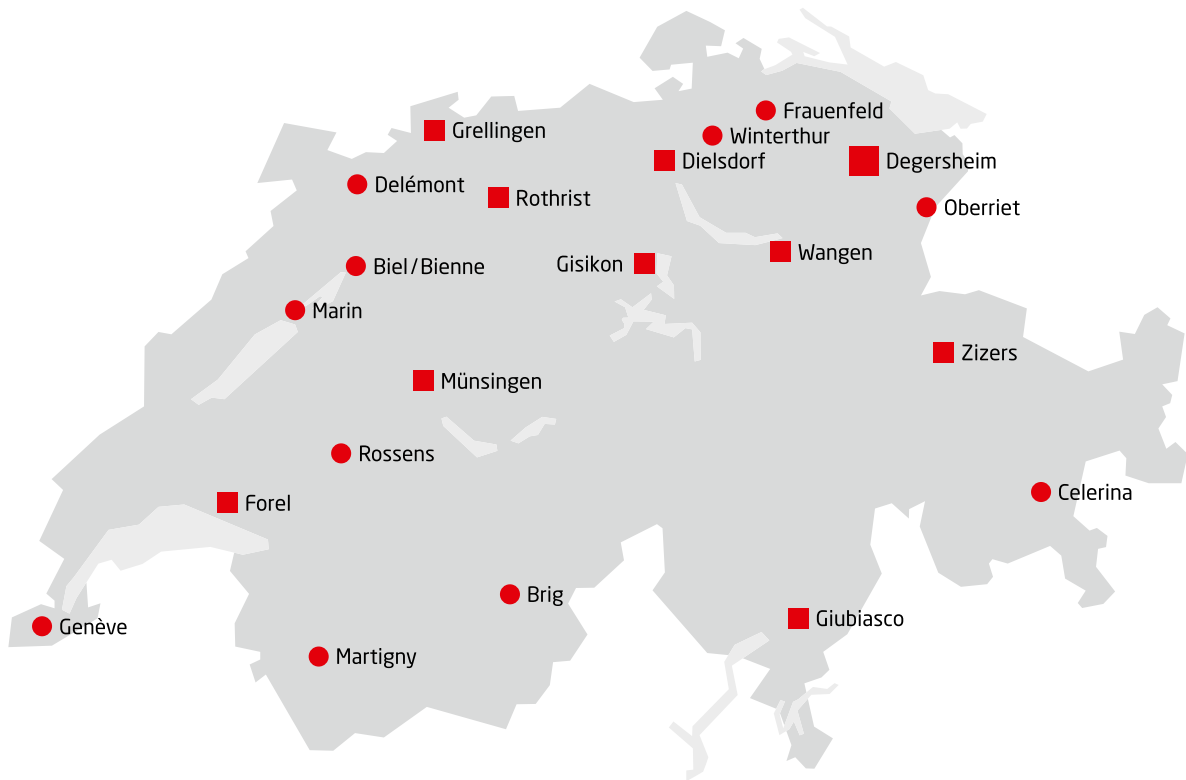 Frauenfeld
Grellingen
Winterthur
Dielsdorf
Degersheim
Delémont
Rothrist
Oberriet
Wangen
Gisikon
Biel/Bienne
Marin
Zizers
Münsingen
Rossens
Celerina
Forel
Brig
Giubiasco
Genève
Martigny